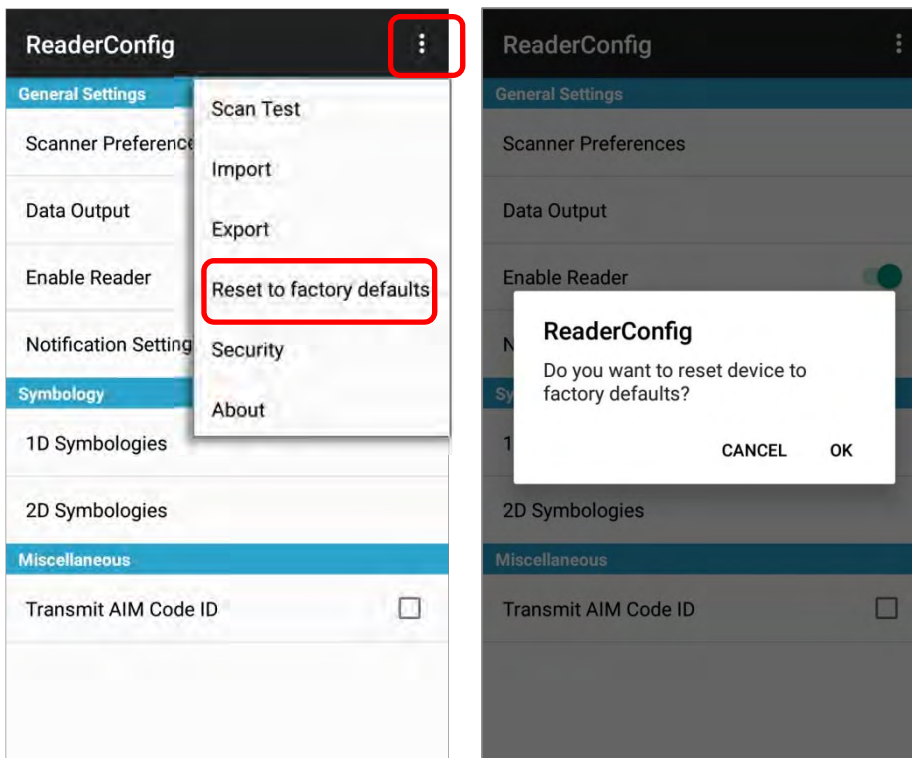 ReaderConfig
General Settings
Scanner Preference
Data Output
Enable Reader
Notification Setting
Symbology
1D Symbologies
2D Symbologies
Miscellaneous
Transmit AIM Code ID
Scan Test
Import
Export
Reset to factory defaults
Security
About
ReaderConfig
General Settings
Scanner Preferences
Data Output
Enable Reader
N
Sy
1
2D Symbologies
Miscellaneous
Transmit AIM Code ID
ReaderConfig
Do you want to reset device to
factory defaults?
CANCEL OK